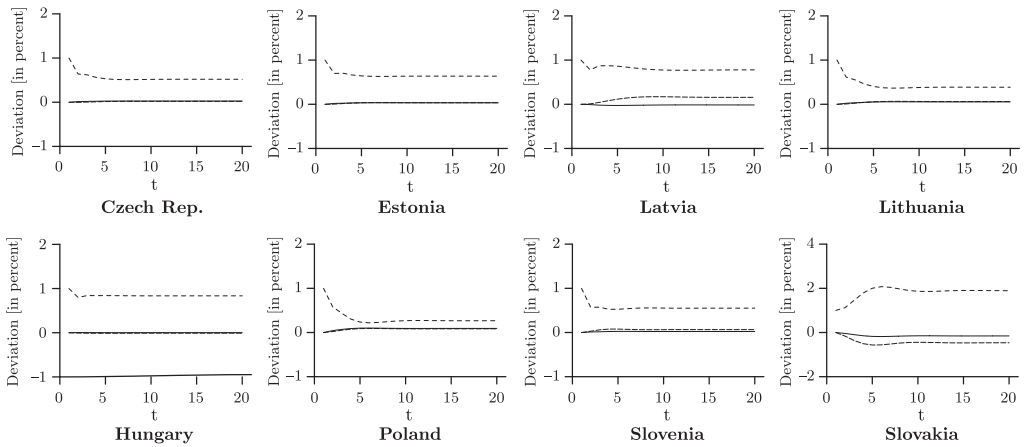 Deviation [in percent]
2
1
0
−1
0 5 10 15 20
t
Czech Rep.
Deviation [in percent]
2
1
0
−1
0 5 10 15 20
t
Estonia
Deviation [in percent]
2
1
0
−1
0 5 10 15 20
t
Latvia
Deviation [in percent]
2
1
0
−1
0 5 10 15 20
t
Lithuania
Deviation [in percent]
2
1
0
−1
0 5 10 15 20
t
Hungary
Deviation [in percent]
2
1
0
−1
0 5 10 15 20
t
Poland
Deviation [in percent]
2
1
0
−1
0 5 10 15 20
t
Slovenia
Deviation [in percent]
4
2
0
−2
0 5 10 15 20
t
Slovakia